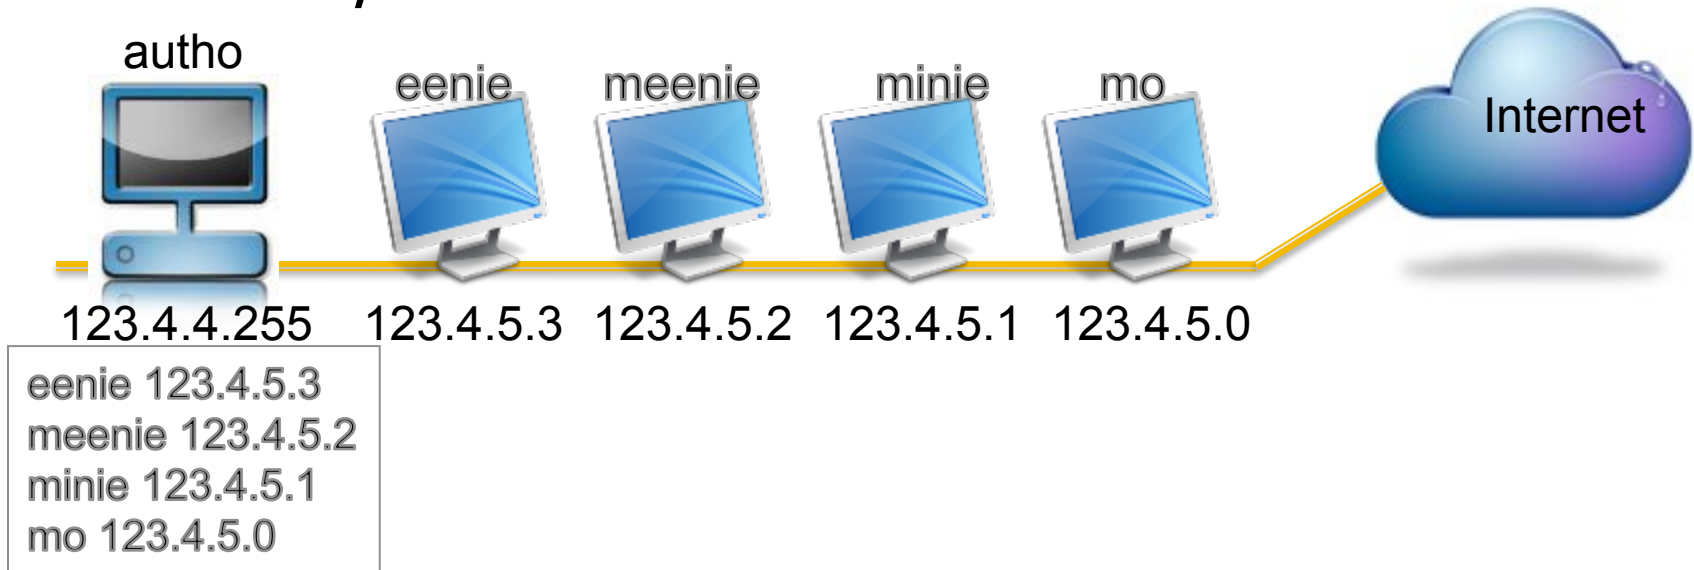 autho
eenie meenie minie mo
Internet
123.4.4.255 123.4.5.3 123.4.5.2 123.4.5.1 123.4.5.0
eenie 123.4.5.3
meenie 123.4.5.2
minie 123.4.5.1
mo 123.4.5.0